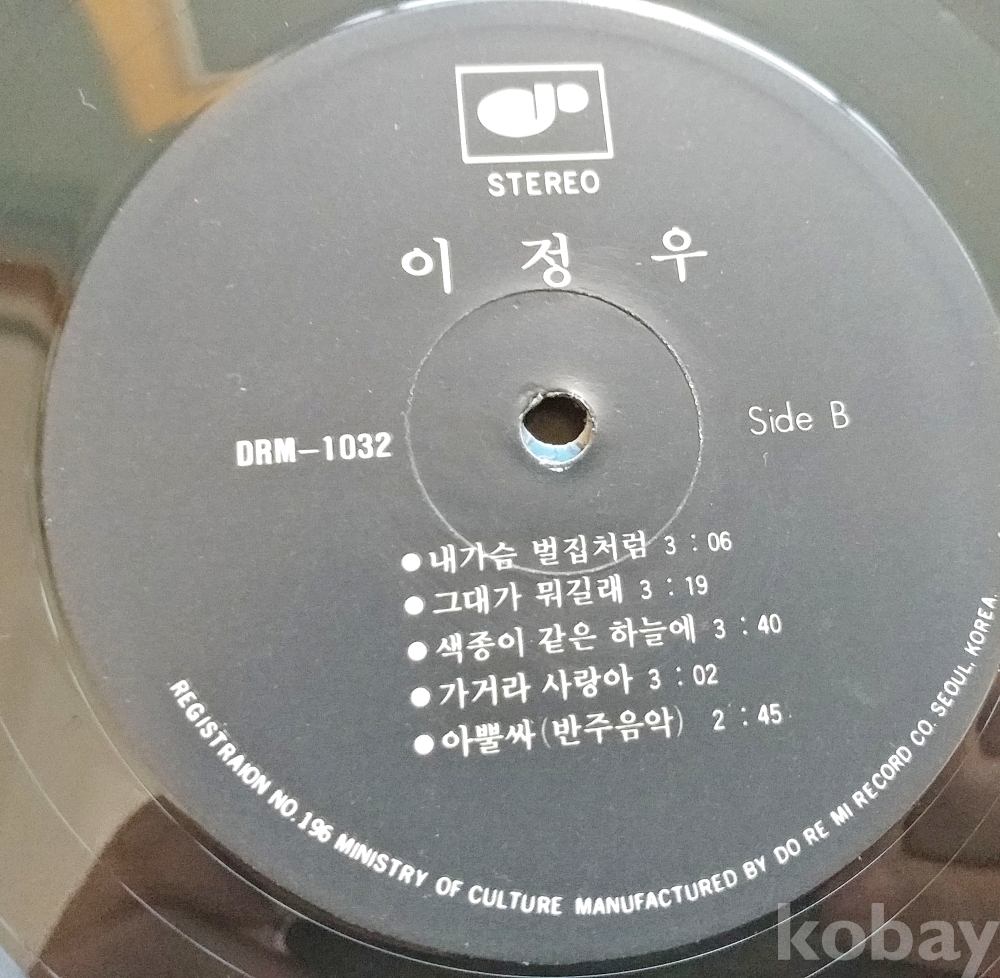 STEREO
이 정 우
DRM-1032
Side B
●내가슴 벌집처럼 3 : 06
●그대가 뭐길래 3 : 19
●색종이 같은 하늘에 3 : 40
●가거라 사랑아 3 : 02
●아뿔싸(반주음악) 2 : 45
REGISTRAION NO.196 MINISTRY OF CULTURE MANUFACTURED BY DO RE MI RECORD CO. SEOUL, KOREA.
kobay